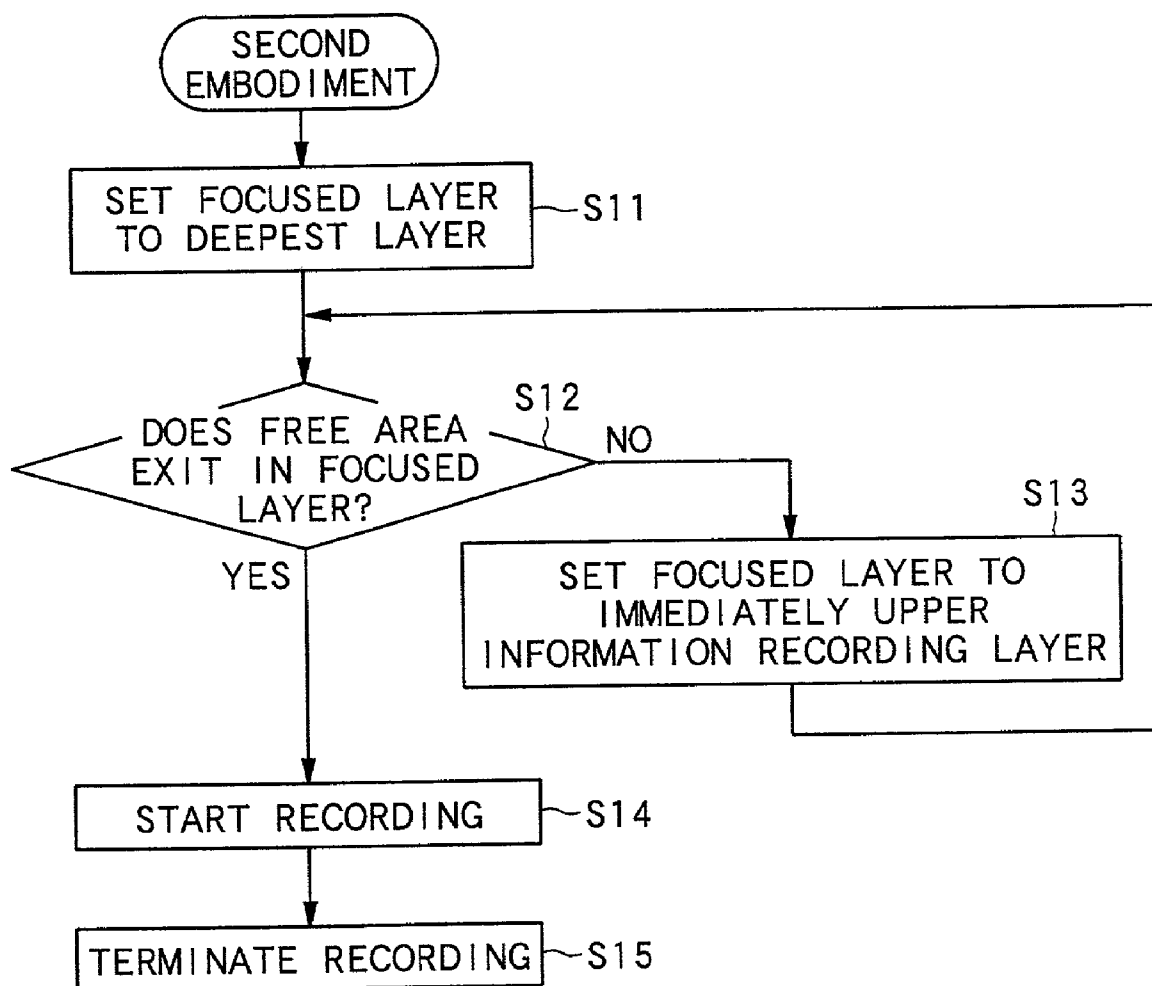 SECOND
EMBODIMENT
SET FOCUSED LAYER
TO DEEPEST LAYER
S11
DOES FREE AREA
EXIT IN FOCUSED
LAYER?
S12
NO
YES
S13
SET FOCUSED LAYER TO
IMMEDIATELY UPPER
INFORMATION RECORDING LAYER
START RECORDING
S14
TERMINATE RECORDING
S15